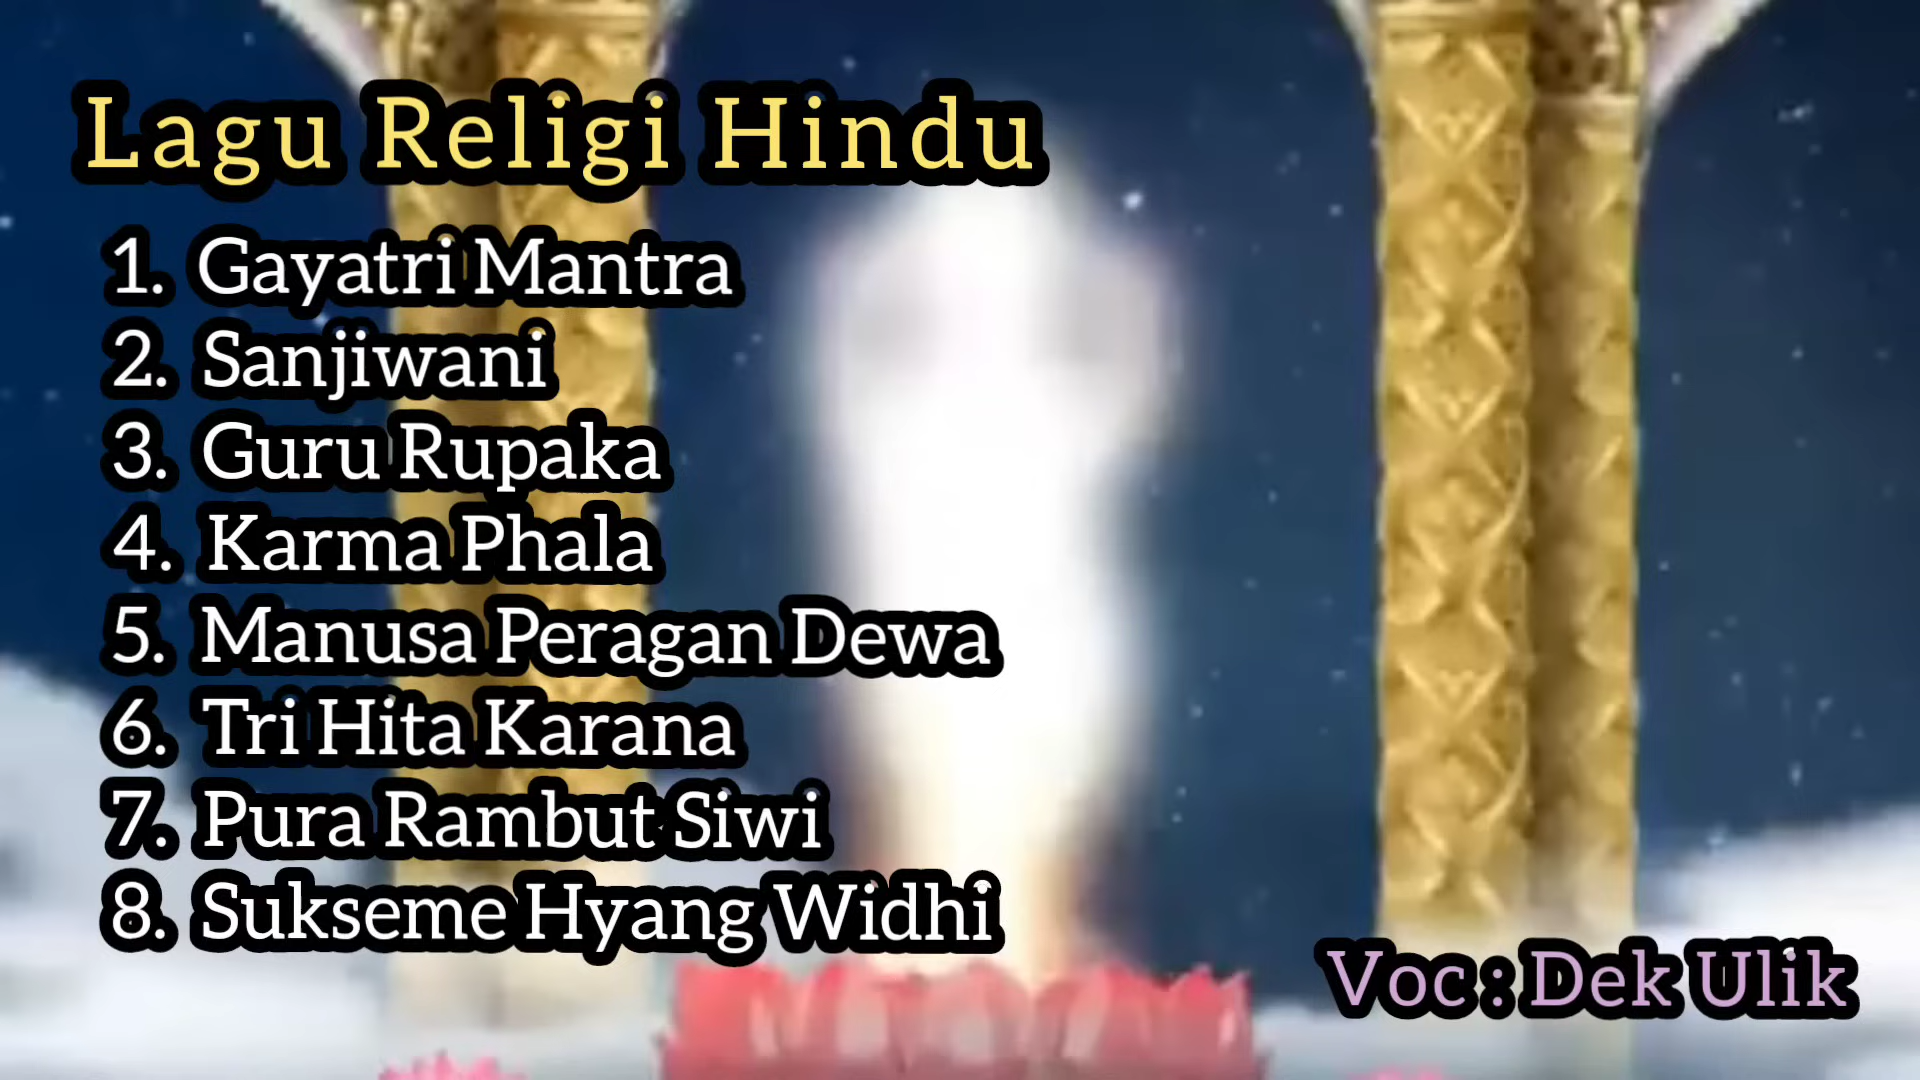 Lagu Religi Hindu
1. Gayatri Mantra
2. Sanjiwani
3. Guru Rupaka
4. Karma Phala
5. Manusa Peragan Dewa
6. Tri Hita Karana
7. Pura Rambut Siwi
8. Sukseme Hyang Widhi
Voc : Dek Ulik